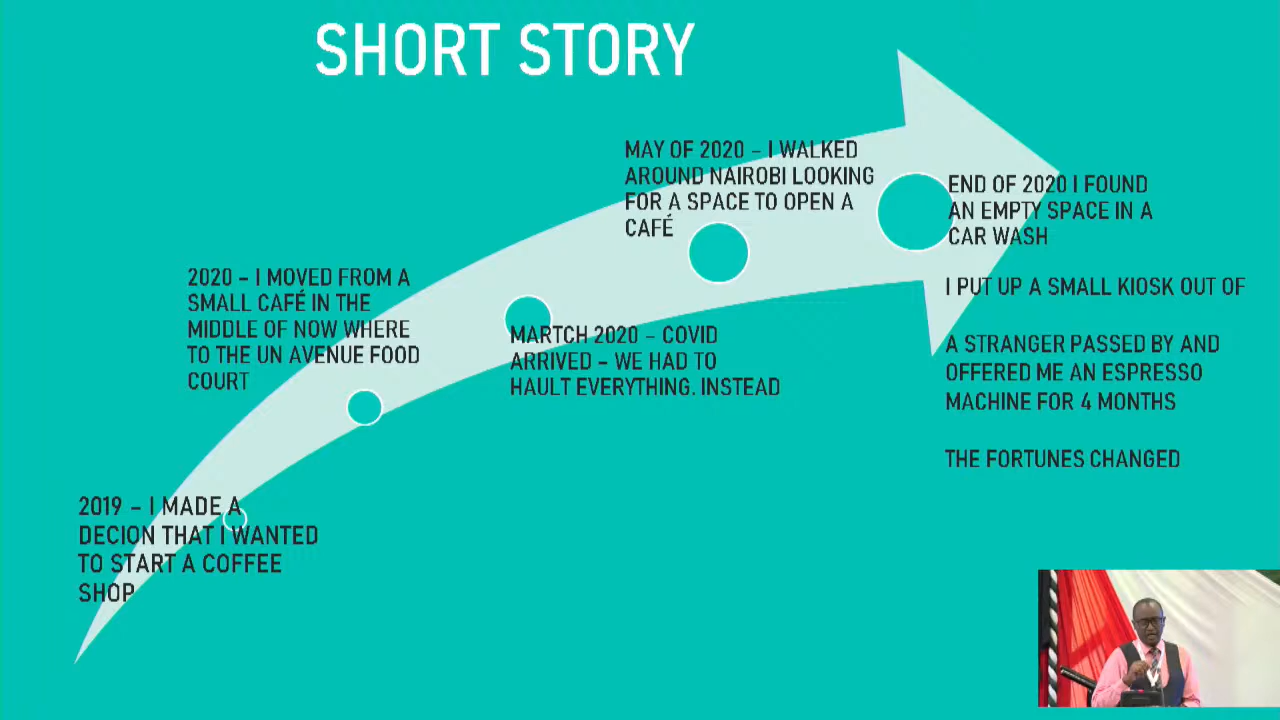 SHORT STORY
2019 – I MADE A
DECION THAT I WANTED
TO START A COFFEE
SHOP
2020 – I MOVED FROM A
SMALL CAFÉ IN THE
MIDDLE OF NOW WHERE
TO THE UN AVENUE FOOD
COURT
MARTCH 2020 – COVID
ARRIVED – WE HAD TO
HAULT EVERYTHING. INSTEAD
MAY OF 2020 – I WALKED
AROUND NAIROBI LOOKING
FOR A SPACE TO OPEN A
CAFÉ
END OF 2020 I FOUND
AN EMPTY SPACE IN A
CAR WASH
I PUT UP A SMALL KIOSK OUT OF
A STRANGER PASSED BY AND
OFFERED ME AN ESPRESSO
MACHINE FOR 4 MONTHS
THE FORTUNES CHANGED